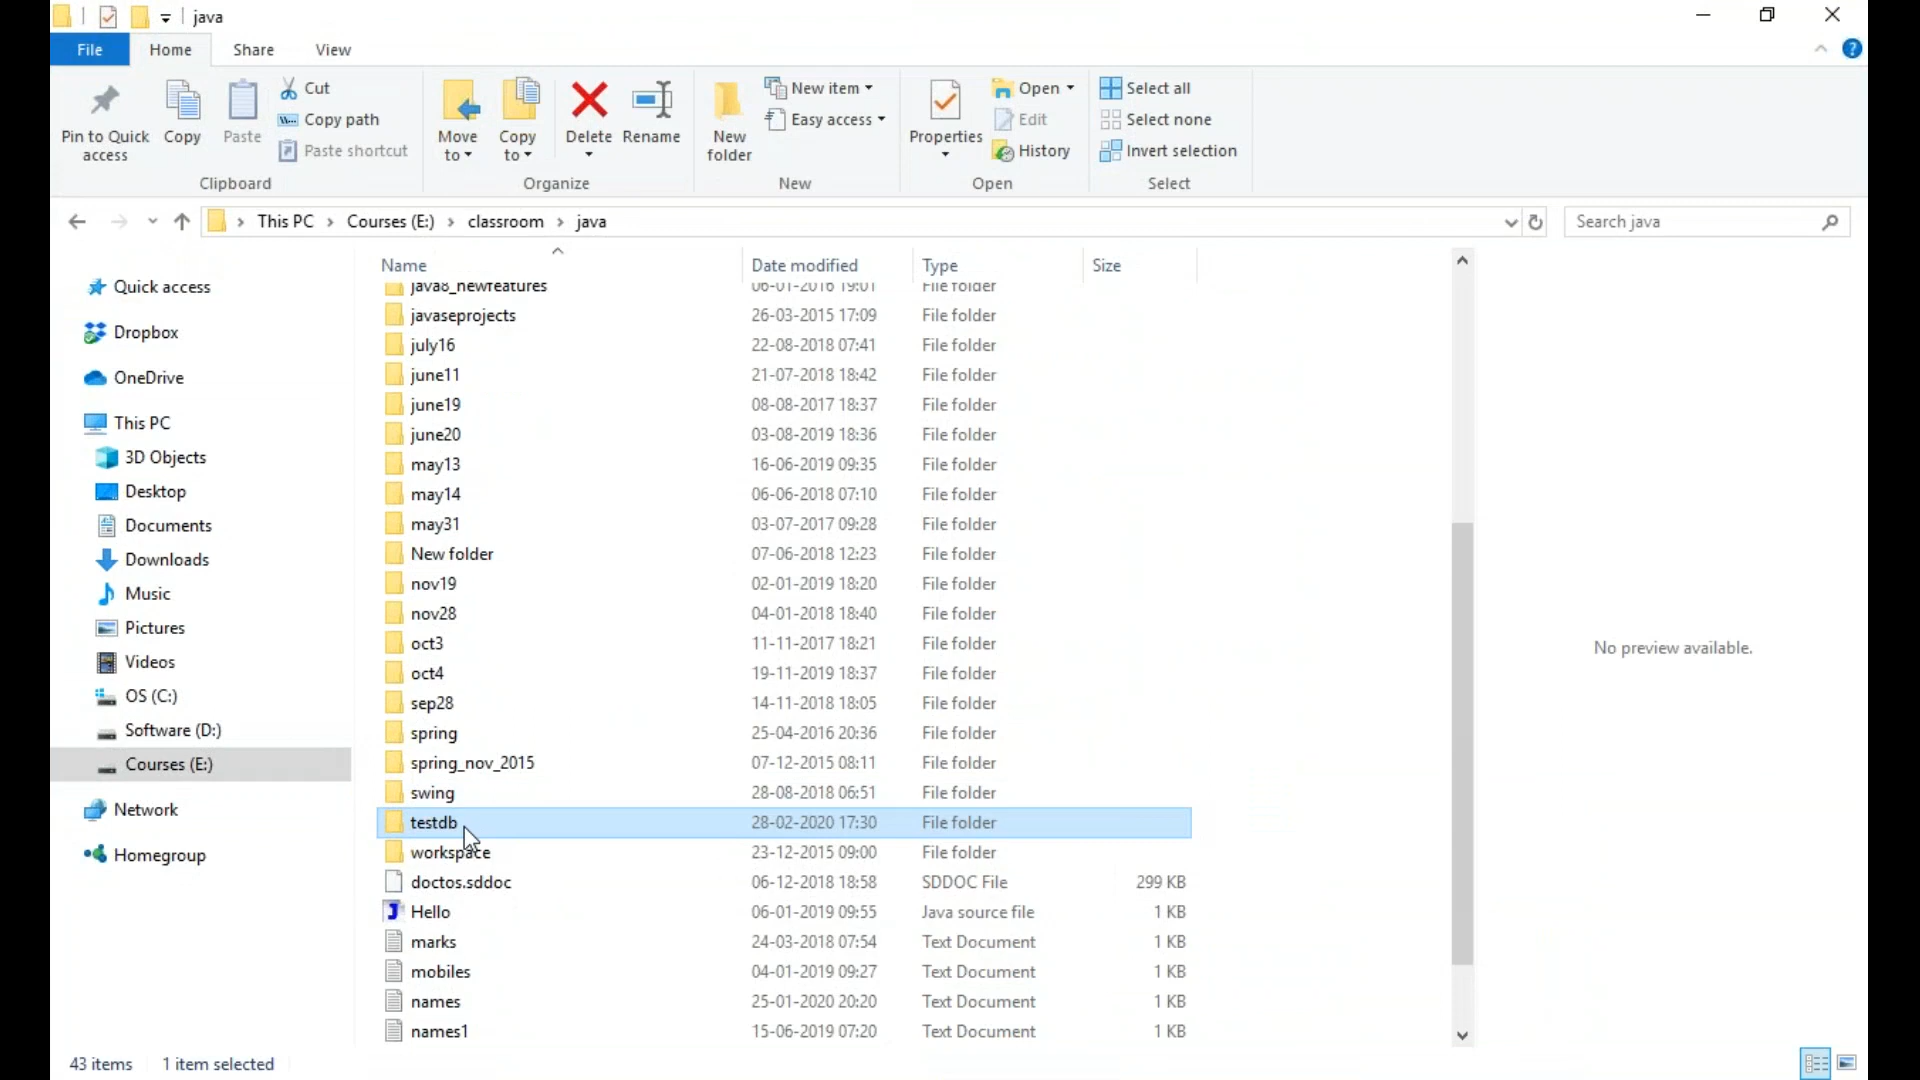 java
File Home Share View
Pin to Quick access
Copy
Paste
Cut
Copy path
Paste shortcut
Clipboard
Move to
Copy to
Delete
Rename
Organize
New folder
New item
Easy access
New
Properties
Open
Edit
History
Open
Select all
Select none
Invert selection
Select
This PC › Courses (E:) › classroom › java
Search java
Quick access
Dropbox
OneDrive
This PC
3D Objects
Desktop
Documents
Downloads
Music
Pictures
Videos
OS (C:)
Software (D:)
Courses (E:)
Network
Homegroup
Name Date modified Type Size
java8_newfeatures 06-01-2016 19:01 File folder
javaseprojects 26-03-2015 17:09 File folder
july16 22-08-2018 07:41 File folder
june11 21-07-2018 18:42 File folder
june19 08-08-2017 18:37 File folder
june20 03-08-2019 18:36 File folder
may13 16-06-2019 09:35 File folder
may14 06-06-2018 07:10 File folder
may31 03-07-2017 09:28 File folder
New folder 07-06-2018 12:23 File folder
nov19 02-01-2019 18:20 File folder
nov28 04-01-2018 18:40 File folder
oct3 11-11-2017 18:21 File folder
oct4 19-11-2019 18:37 File folder
sep28 14-11-2018 18:05 File folder
spring 25-04-2016 20:36 File folder
spring_nov_2015 07-12-2015 08:11 File folder
swing 28-08-2018 06:51 File folder
testdb 28-02-2020 17:30 File folder
workspace 23-12-2015 09:00 File folder
doctos.sddoc 06-12-2018 18:58 SDDOC File 299 KB
Hello 06-01-2019 09:55 Java source file 1 KB
marks 24-03-2018 07:54 Text Document 1 KB
mobiles 04-01-2019 09:27 Text Document 1 KB
names 25-01-2020 20:20 Text Document 1 KB
names1 15-06-2019 07:20 Text Document 1 KB
No preview available.
43 items 1 item selected